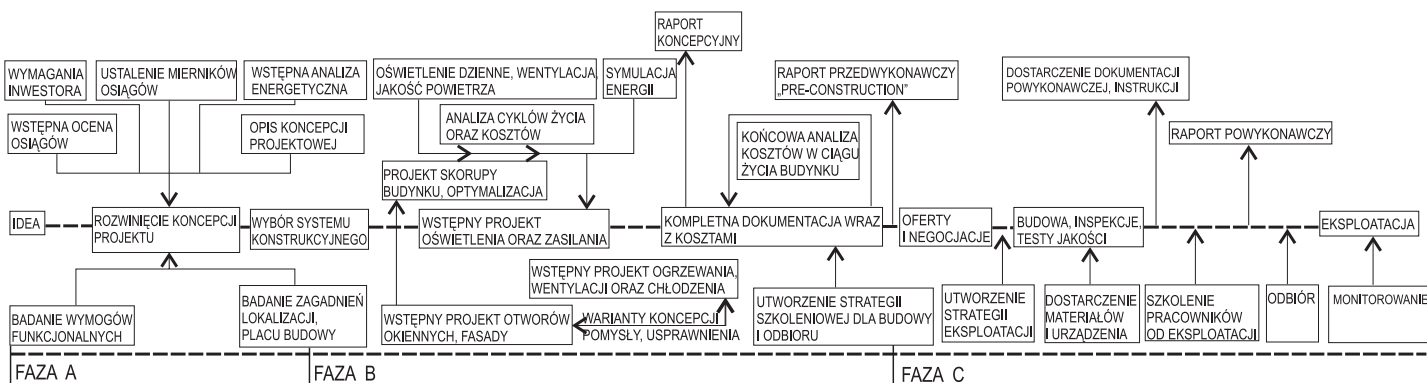 RAPORT
KONCEPCYJNY
WYMAGANIA
INWESTORA
USTALENIE MIERNIKÓW
OSIĄGÓW
WSTĘPNA ANALIZA
ENERGETYCZNA
OŚWIETLENIE DZIENNE, WENTYLACJA,
JAKOŚĆ POWIETRZA
SYMULACJA
ENERGII
RAPORT PRZEDWYKONAWCZY
„PRE-CONSTRUCTION”
DOSTARCZENIE DOKUMENTACJI
POWYKONAWCZEJ, INSTRUKCJI
WSTĘPNA OCENA
OSIĄGÓW
OPIS KONCEPCJI
PROJEKTOWEJ
ANALIZA CYKLÓW ŻYCIA
ORAZ KOSZTÓW
KOŃCOWA ANALIZA
KOSZTÓW W CIĄGU
ŻYCIA BUDYNKU
RAPORT POWYKONAWCZY
PROJEKT SKORUPY
BUDYNKU, OPTYMALIZACJA
IDEA
ROZWINIĘCIE KONCEPCJI
PROJEKTU
WYBÓR SYSTEMU
KONSTRUKCYJNEGO
WSTĘPNY PROJEKT
OŚWIETLENIA ORAZ ZASILANIA
KOMPLETNA DOKUMENTACJA WRAZ
Z KOSZTAMI
OFERTY
I NEGOCJACJE
BUDOWA, INSPEKCJE,
TESTY JAKOŚCI
EKSPLOATACJA
BADANIE WYMOGÓW
FUNKCJONALNYCH
BADANIE ZAGADNIEŃ
LOKALIZACJI,
PLACU BUDOWY
WSTĘPNY PROJEKT OTWORÓW
OKIENNYCH, FASADY
WSTĘPNY PROJEKT OGRZEWANIA,
WENTYLACJI ORAZ CHŁODZENIA
WARIANTY KONCEPCJI
POMYSŁY, USPRAWNIENIA
UTWORZENIE STRATEGII
SZKOLENIOWEJ DLA BUDOWY
I ODBIORU
UTWORZENIE
STRATEGII
EKSPLOATACJI
DOSTARCZENIE
MATERIAŁÓW
I URZĄDZENIA
SZKOLENIE
PRACOWNIKÓW
OD EKSPLOATACJI
ODBIÓR
MONITOROWANIE
FAZA A
FAZA B
FAZA C